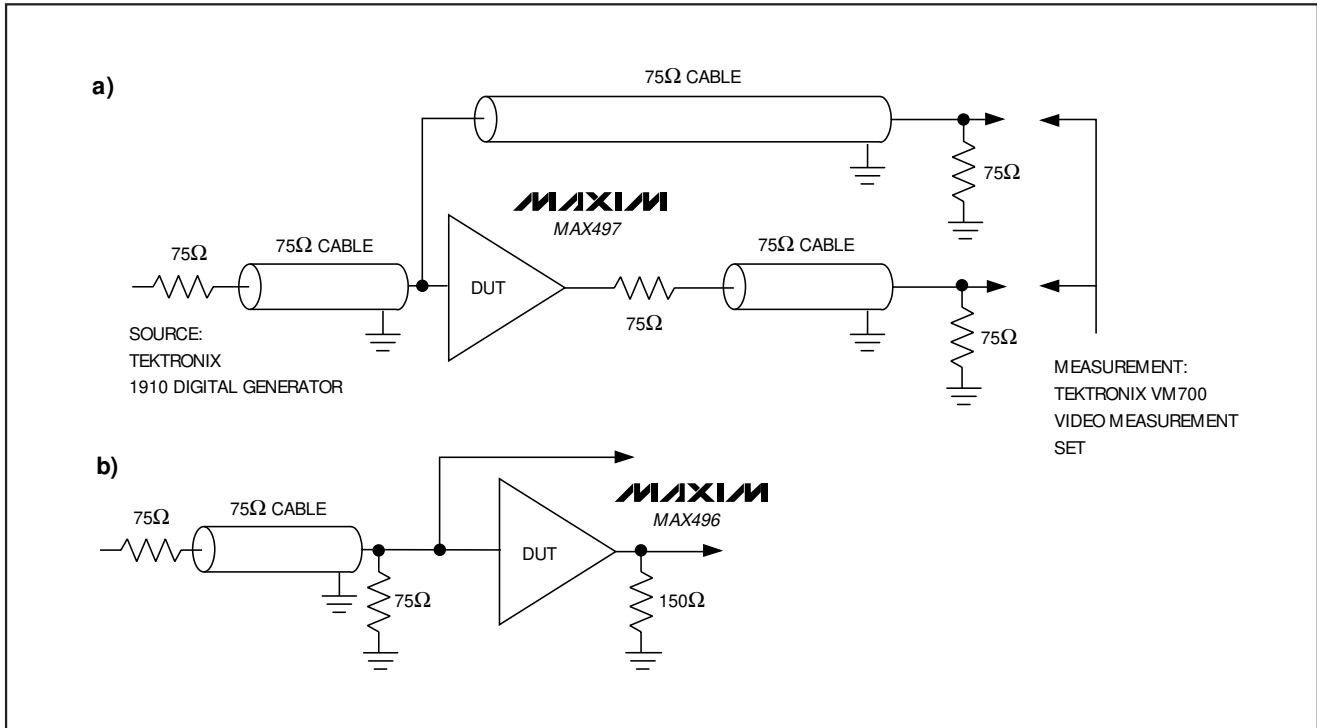 a)
75Ω CABLE
75Ω
MAXIM
MAX497
75Ω
75Ω CABLE
DUT
75Ω
75Ω CABLE
75Ω
SOURCE:
TEKTRONIX
1910 DIGITAL GENERATOR
MEASUREMENT:
TEKTRONIX VM700
VIDEO MEASUREMENT
SET
b)
75Ω
75Ω CABLE
75Ω
DUT
MAXIM
MAX496
150Ω